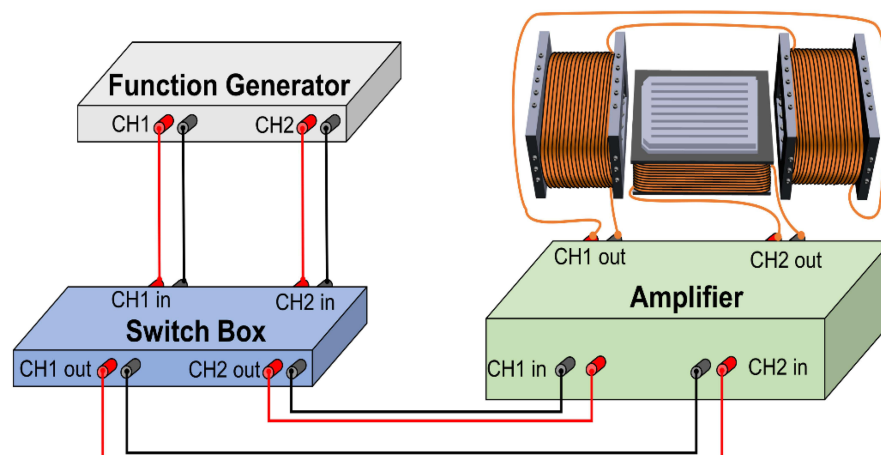 Function Generator
CH1
CH2
CH1 out
CH2 out
CH1 in
CH2 in
Amplifier
Switch Box
CH1 out
CH2 out
CH1 in
CH2 in